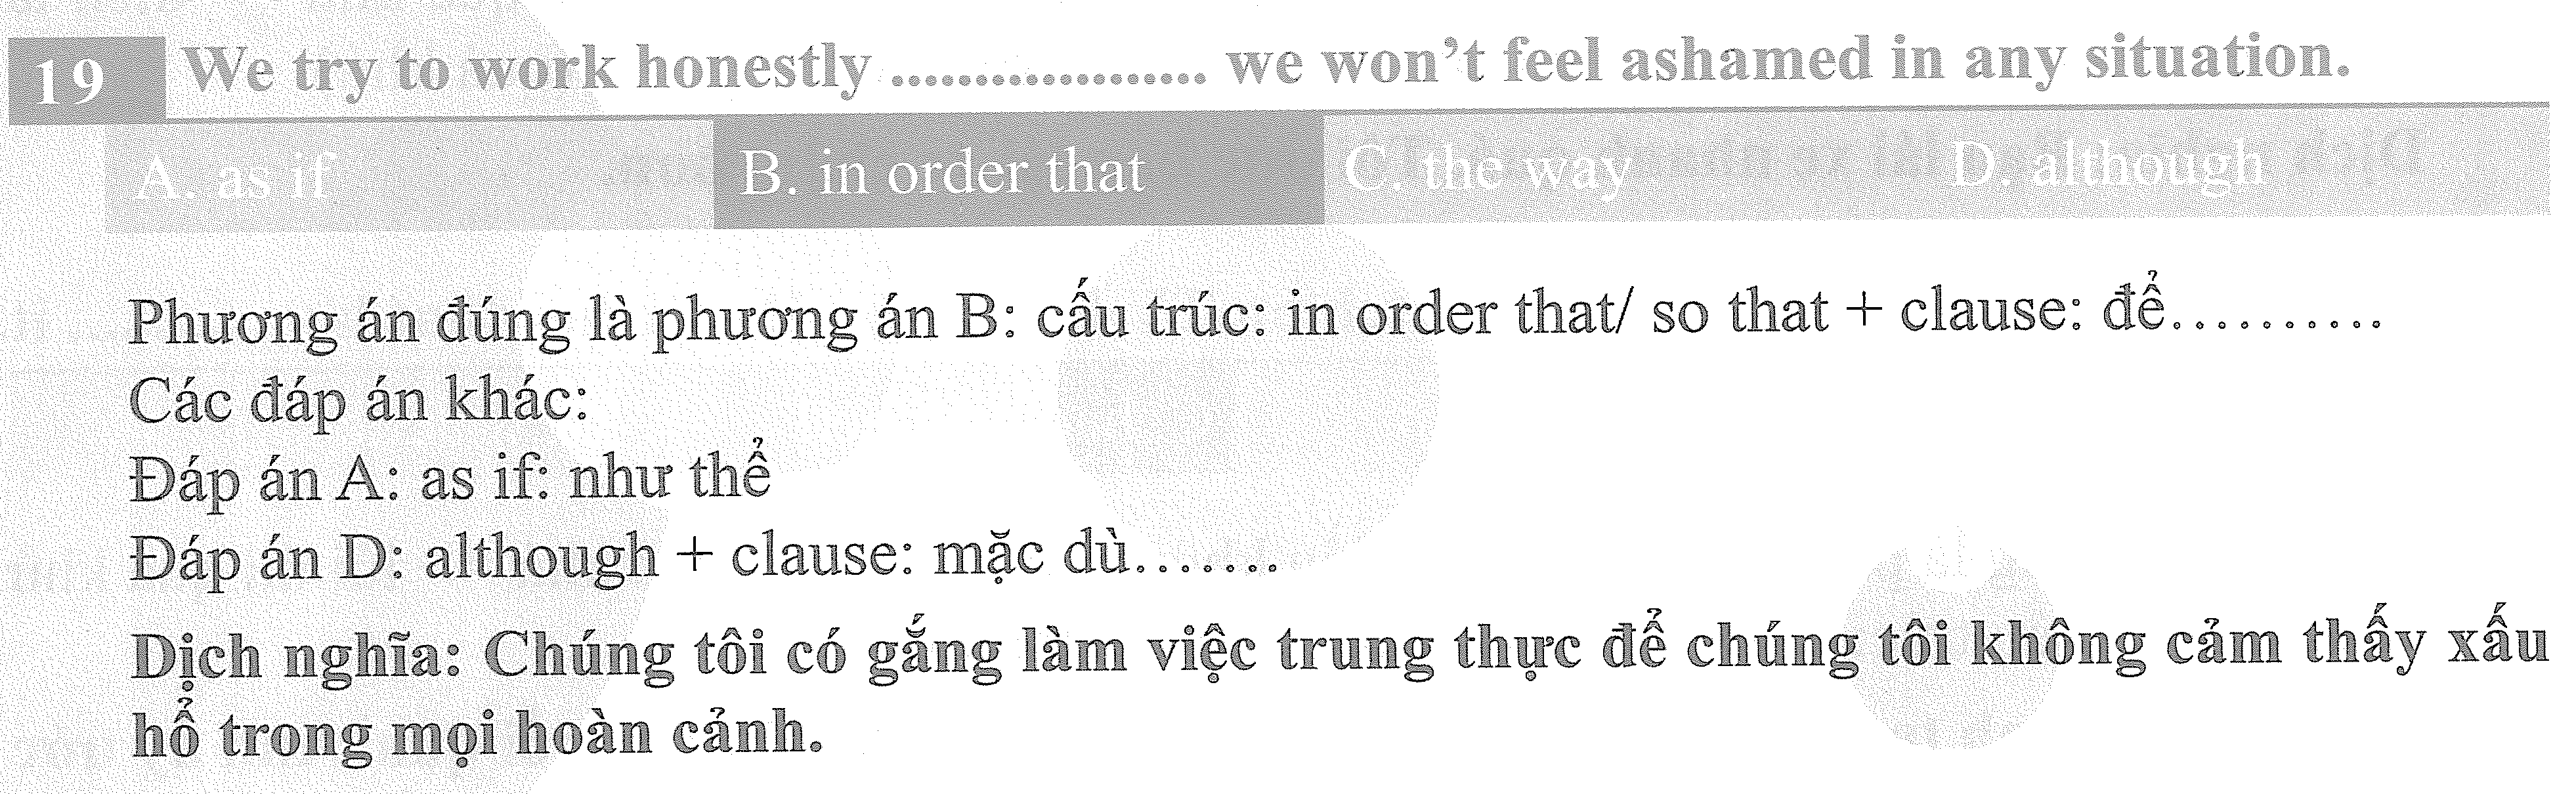 19 We try to work honestly .................. we won't feel ashamed in any situation.
A. as if B. in order that C. the way D. although
Phương án đúng là phương án B: cấu trúc: in order that/ so that + clause: để..........
Các đáp án khác:
Đáp án A: as if: như thể
Đáp án D: although + clause: mặc dù.......
Dịch nghĩa: Chúng tôi có gắng làm việc trung thực để chúng tôi không cảm thấy xấu
hổ trong mọi hoàn cảnh.